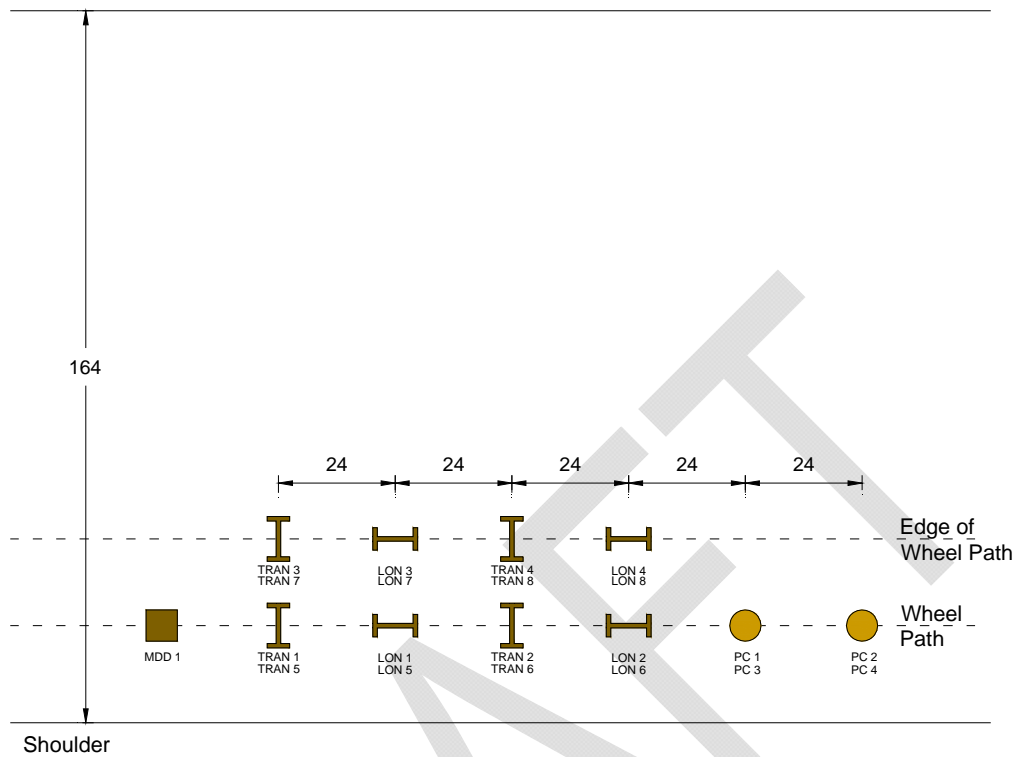 164
24 24 24 24 24
Edge of
Wheel Path
TRAN 3 LON 3 TRAN 4 LON 4
TRAN 7 LON 7 TRAN 8 LON 8
Wheel
Path
MDD 1 TRAN 1 LON 1 TRAN 2 LON 2 PC 1 PC 2
TRAN 5 LON 5 TRAN 6 LON 6 PC 3 PC 4
Shoulder
AFT